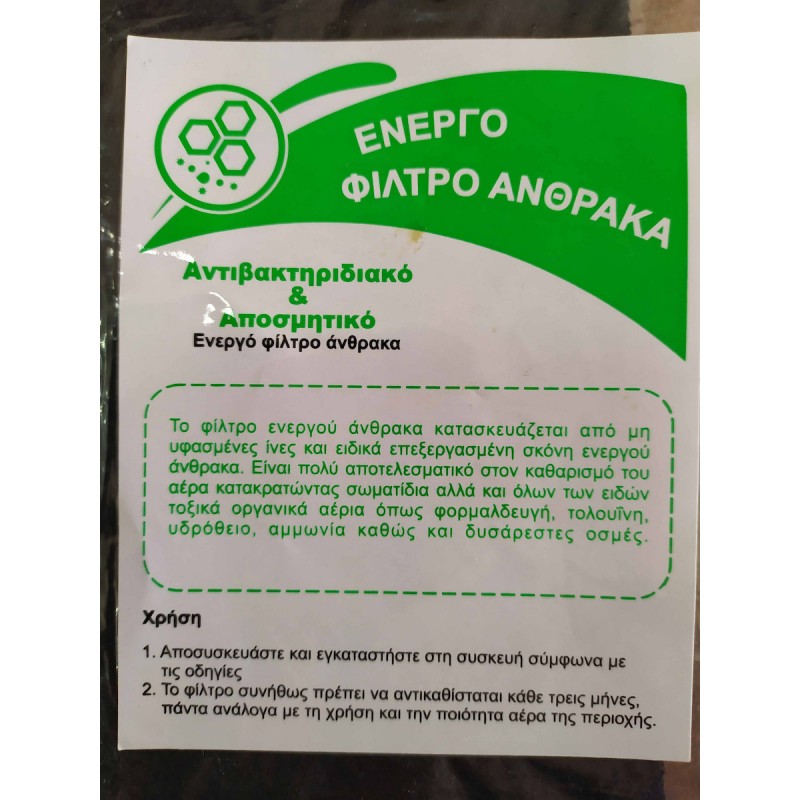 ΕΝΕΡΓΟ
ΦΙΛΤΡΟ ΑΝΘΡΑΚΑ
Αντιβακτηριδιακό
&
Αποσμητικό
Ενεργό φίλτρο άνθρακα
Το φίλτρο ενεργού άνθρακα κατασκευάζεται από μη
υφασμένες ίνες και ειδικά επεξεργασμένη σκόνη ενεργού
άνθρακα. Είναι πολύ αποτελεσματικό στον καθαρισμό του
αέρα κατακρατώντας σωματίδια αλλά και όλων των ειδών
τοξικά οργανικά αέρια όπως φορμαλδευγή, τολουΐνη,
υδρόθειο, αμμωνία καθώς και δυσάρεστες οσμές.
Χρήση
1. Αποσυσκευάστε και εγκαταστήστε στη συσκευή σύμφωνα με
τις οδηγίες
2. Το φίλτρο συνήθως πρέπει να αντικαθίσταται κάθε τρεις μήνες,
πάντα ανάλογα με τη χρήση και την ποιότητα αέρα της περιοχής.